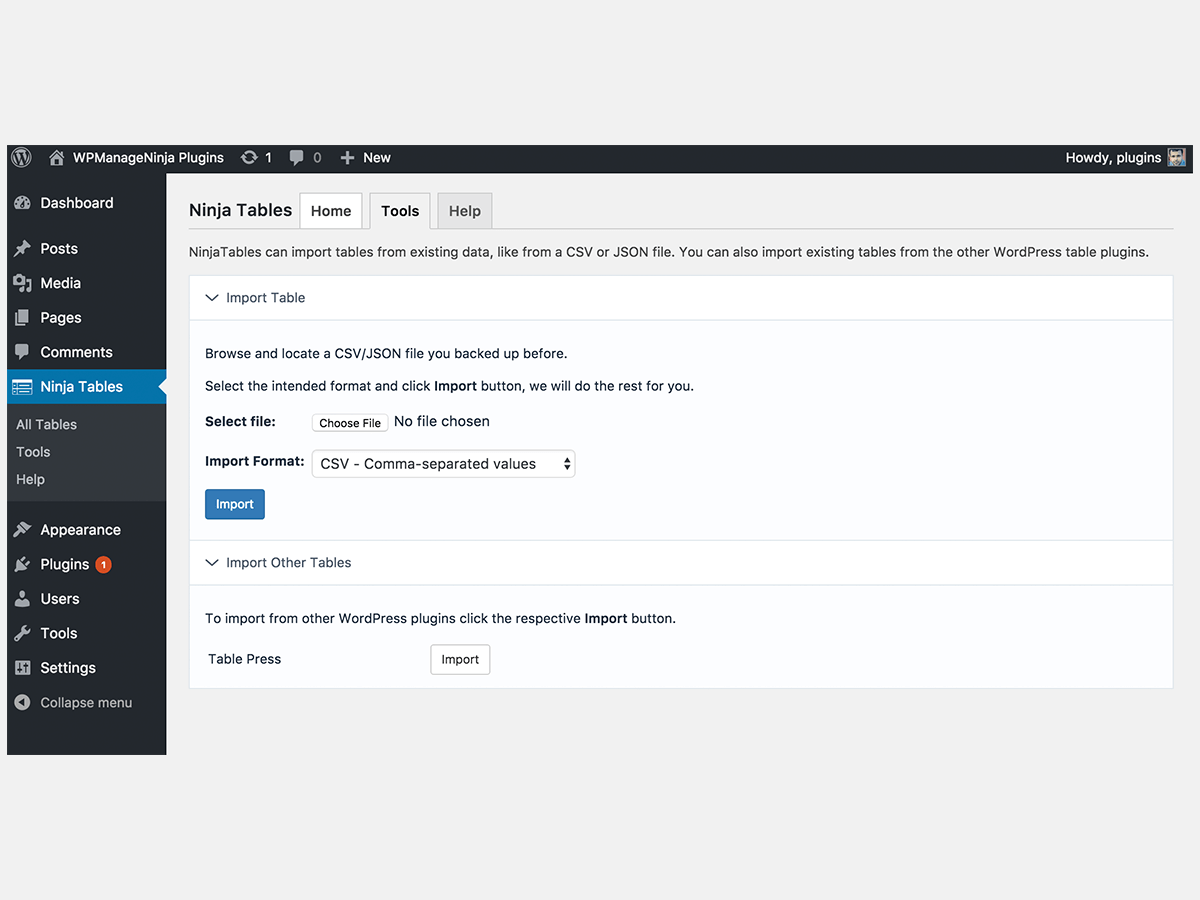 WPManageNinja Plugins 1 0 New Howdy, plugins
Dashboard
Posts
Media
Pages
Comments
Ninja Tables
All Tables
Tools
Help
Appearance
Plugins 1
Users
Tools
Settings
Collapse menu
Ninja Tables Home Tools Help
NinjaTables can import tables from existing data, like from a CSV or JSON file. You can also import existing tables from the other WordPress table plugins.
Import Table
Browse and locate a CSV/JSON file you backed up before.
Select the intended format and click Import button, we will do the rest for you.
Select file: Choose File No file chosen
Import Format: CSV - Comma-separated values
Import
Import Other Tables
To import from other WordPress plugins click the respective Import button.
Table Press Import